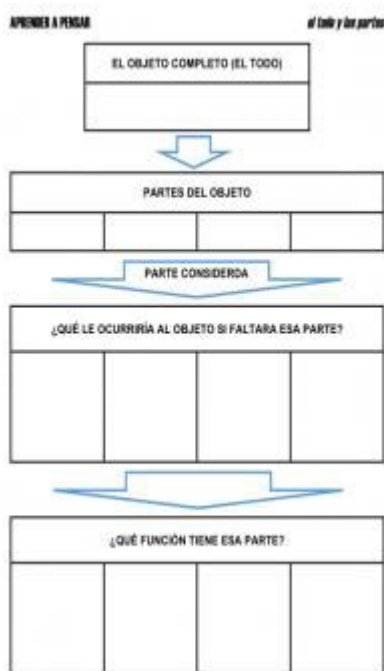 APRENDER A PENSAR
el todo y las partes
EL OBJETO COMPLETO (EL TODO)
PARTES DEL OBJETO
PARTE CONSIDERDA
¿QUÉ LE OCURRIRÍA AL OBJETO SI FALTARA ESA PARTE?
¿QUÉ FUNCIÓN TIENE ESA PARTE?